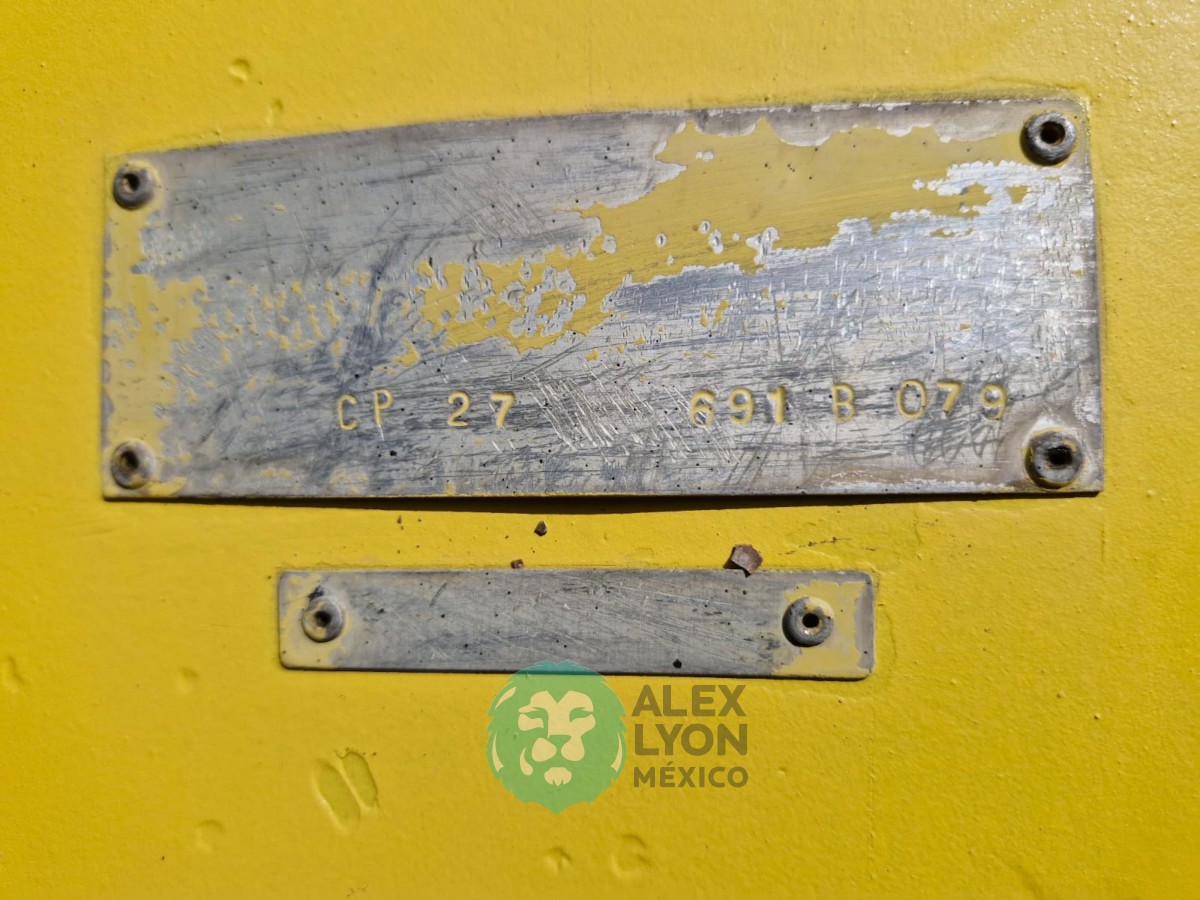 CP 27 691 B 079
ALEX
LYON
MÉXICO